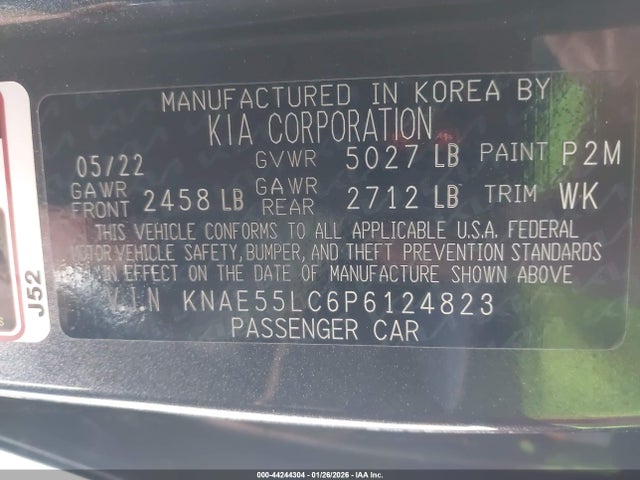 MANUFACTURED IN KOREA BY
KIA CORPORATION
05/22 GVWR 5027 LB PAINT P2M
GAWR FRONT 2458 LB GAWR REAR 2712 LB TRIM WK
THIS VEHICLE CONFORMS TO ALL APPLICABLE U.S.A. FEDERAL
MOTOR VEHICLE SAFETY, BUMPER, AND THEFT PREVENTION STANDARDS
IN EFFECT ON THE DATE OF MANUFACTURE SHOWN ABOVE
V.I.N KNAE55LC6P6124823
PASSENGER CAR
J52
000-44244304 | 01/26/2026 - IAA Inc.